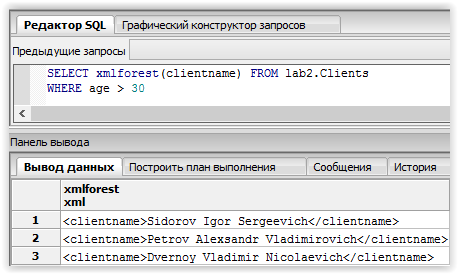 Редактор SQL Графический конструктор запросов
Предыдущие запросы
SELECT xmlforest(clientname) FROM lab2.Clients
WHERE age > 30
Панель вывода
Вывод данных Построить план выполнения Сообщения История
xmlforest
xml
1 <clientname>Sidorov Igor Sergeevich</clientname>
2 <clientname>Petrov Alexsandr Vladimirovich</clientname>
3 <clientname>Dvernoy Vladimir Nicolaevich</clientname>